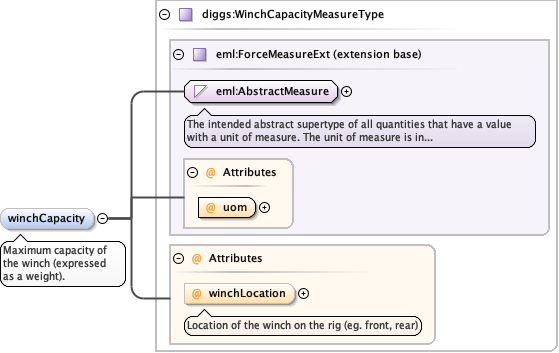 diggs:WinchCapacityMeasureType
eml:ForceMeasureExt (extension base)
eml:AbstractMeasure
The intended abstract supertype of all quantities that have a value
with a unit of measure. The unit of measure is in...
@ Attributes
@ uom
winchCapacity
Maximum capacity of
the winch (expressed
as a weight).
@ Attributes
@ winchLocation
Location of the winch on the rig (eg. front, rear)